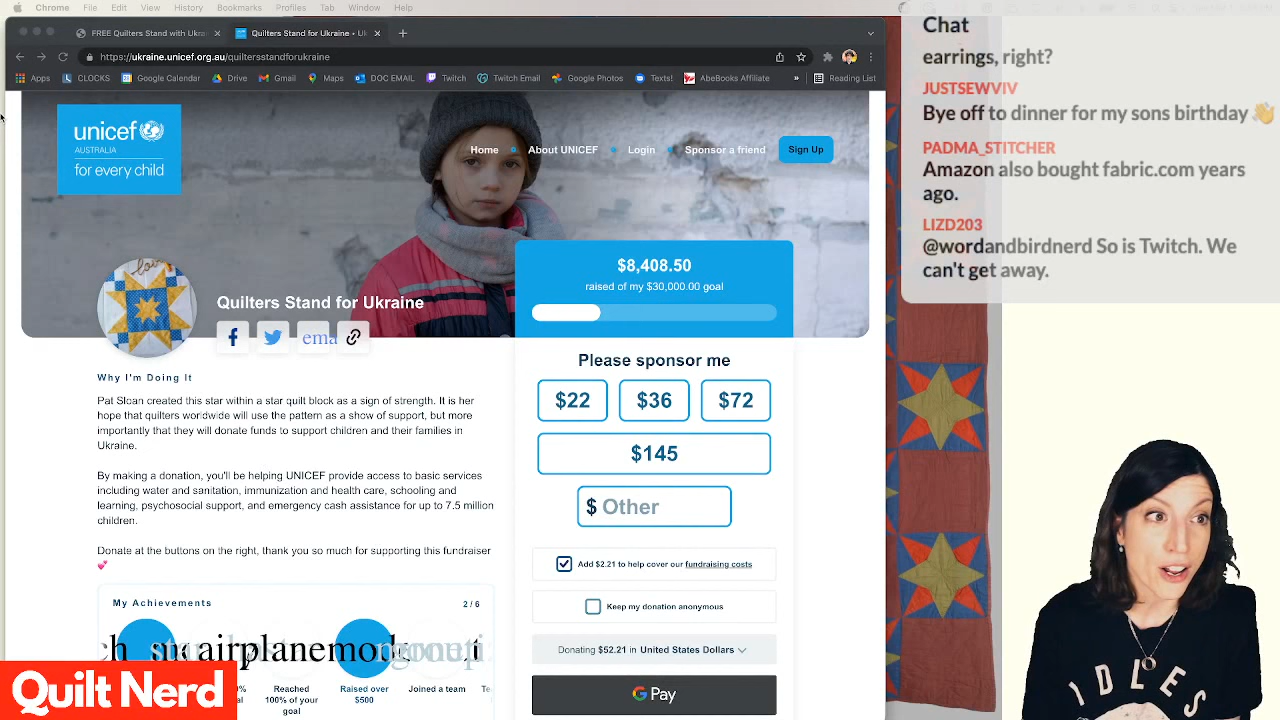 Chrome File Edit View History Bookmarks Profiles Tab Window Help
FREE Quilters Stand with Ukrai
Quilters Stand for Ukraine • Uk
https://ukraine.unicef.org.au/quiltersstandforukraine
Apps CLOCKS Google Calendar Drive Gmail Maps DOC EMAIL Twitch Twitch Email Google Photos Texts! AbeBooks Affiliate » Reading List
unicef
AUSTRALIA
for every child
Home About UNICEF Login Sponsor a friend Sign Up
love
$8,408.50
raised of my $30,000.00 goal
Quilters Stand for Ukraine
ema
Why I'm Doing It
Pat Sloan created this star within a star quilt block as a sign of strength. It is her
hope that quilters worldwide will use the pattern as a show of support, but more
importantly that they will donate funds to support children and their families in
Ukraine.
By making a donation, you'll be helping UNICEF provide access to basic services
including water and sanitation, immunization and health care, schooling and
learning, psychosocial support, and emergency cash assistance for up to 7.5 million
children.
Donate at the buttons on the right, thank you so much for supporting this fundraiser
💕
My Achievements 2 / 6
airplanemod
Reached
100% of your
goal
Raised over
$500
Joined a team
Please sponsor me
$22 $36 $72
$145
$ Other
Add $2.21 to help cover our fundraising costs
Keep my donation anonymous
Donating $52.21 in United States Dollars
G Pay
Quilt Nerd
Chat
earrings, right?
JUSTSEWVIV
Bye off to dinner for my sons birthday 👋
PADMA_STITCHER
Amazon also bought fabric.com years
ago.
LIZD203
@wordandbirdnerd So is Twitch. We
can't get away.
IDLES